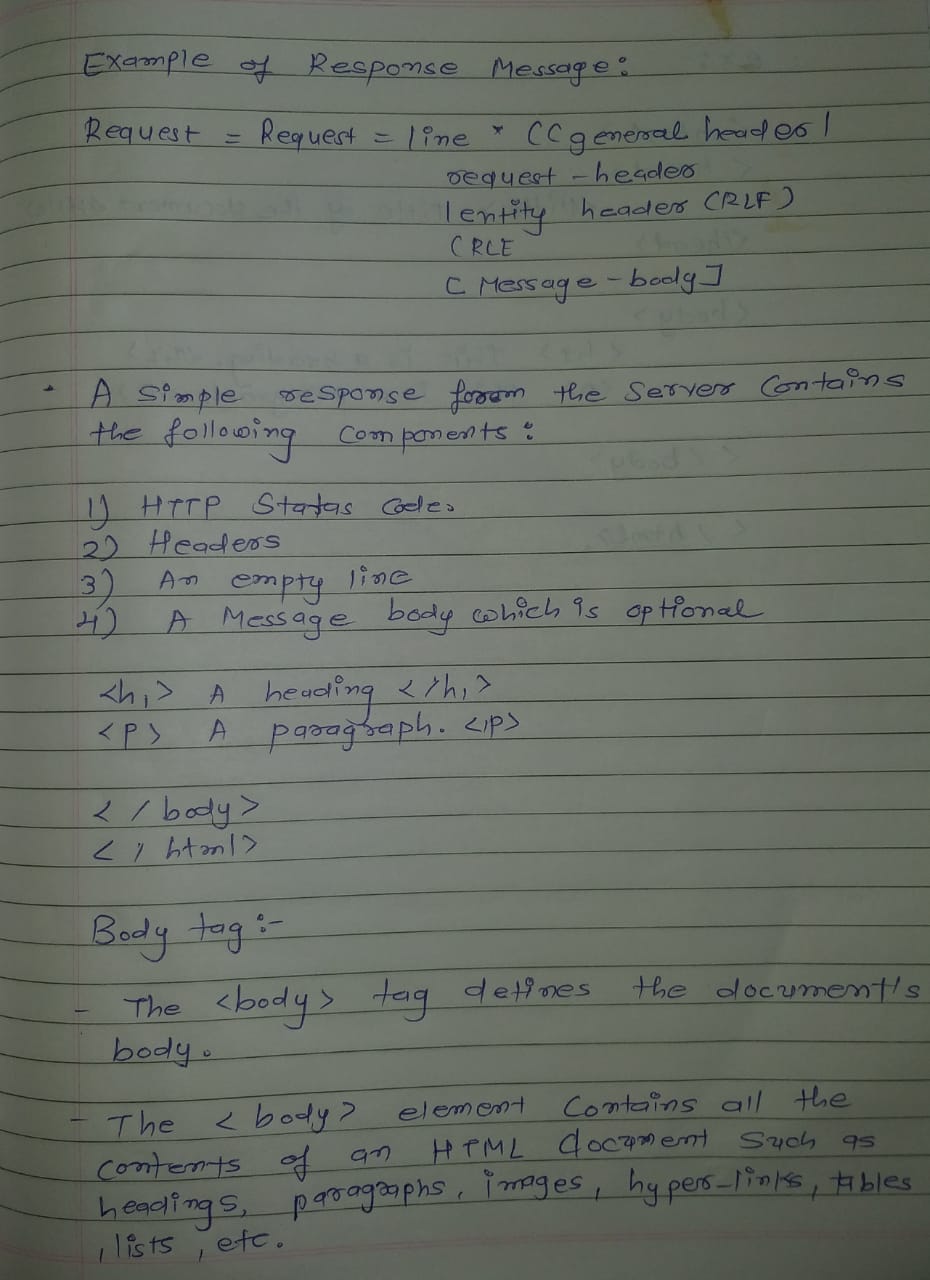 Example of Response Message:
Request = Request = line * ((general header |
request - header
| entity header CRLF)
CRLE
[ Message - body ]
A simple response forom the Server Contains
the following Components :
1) HTTP Status Code.
2) Headers
3) An empty line
4) A Message body which is optional
<h1> A heading </h1>
<p> A paragraph. </p>
</body>
</html>
Body tag :-
- The <body> tag defines the document's
body.
- The <body> element Contains all the
contents of an HTML document Such as
headings, paragraphs, images, hyper-links, tables
, lists , etc.